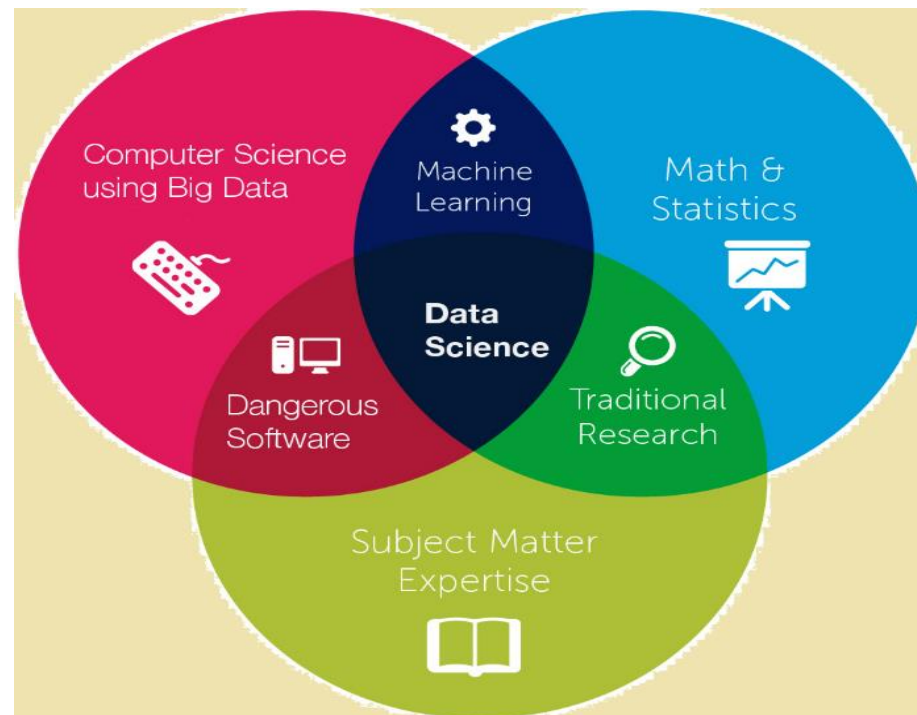 Computer Science
using Big Data
Machine
Learning
Math &
Statistics
Data
Science
Dangerous
Software
Traditional
Research
Subject Matter
Expertise